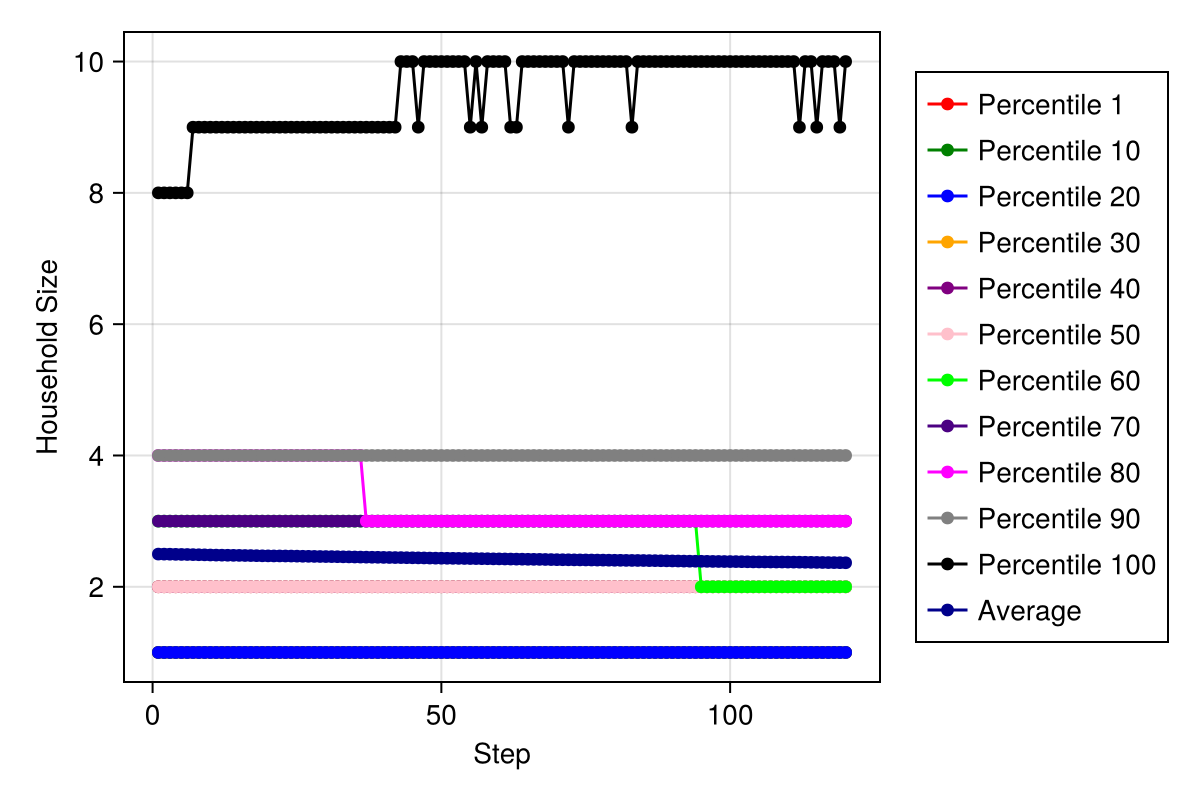 10
8
6
4
2
Household Size
0
50
100
Step
Percentile 1
Percentile 10
Percentile 20
Percentile 30
Percentile 40
Percentile 50
Percentile 60
Percentile 70
Percentile 80
Percentile 90
Percentile 100
Average